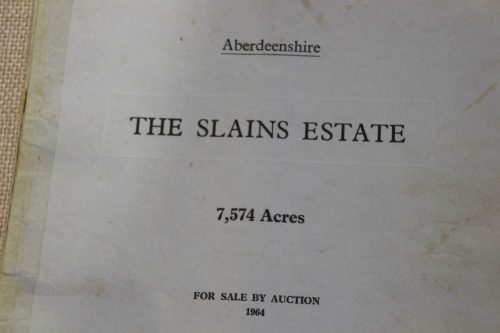 Aberdeenshire
THE SLAINS ESTATE
7,574 Acres
FOR SALE BY AUCTION
1964